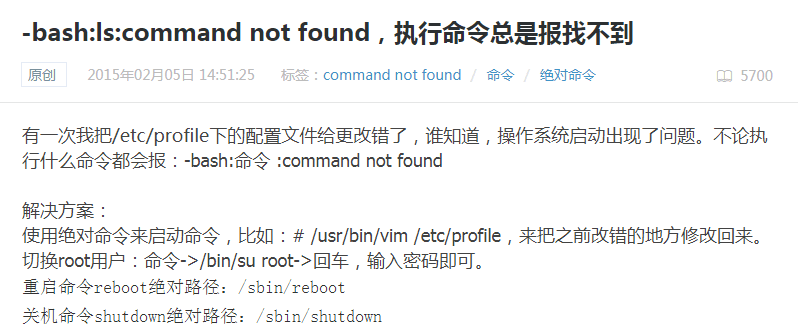 -bash:ls:command not found，执行命令总是报找不到
原创 2015年02月05日 14:51:25 标签：command not found / 命令 / 绝对命令 5700
有一次我把/etc/profile下的配置文件给更改错了，谁知道，操作系统启动出现了问题。不论执
行什么命令都会报：-bash:命令 :command not found
解决方案：
使用绝对命令来启动命令，比如：# /usr/bin/vim /etc/profile，来把之前改错的地方修改回来。
切换root用户：命令->/bin/su root->回车，输入密码即可。
重启命令reboot绝对路径：/sbin/reboot
关机命令shutdown绝对路径：/sbin/shutdown